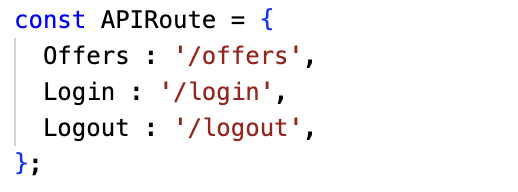 const APIRoute = {
  Offers : '/offers',
  Login : '/login',
  Logout : '/logout',
};